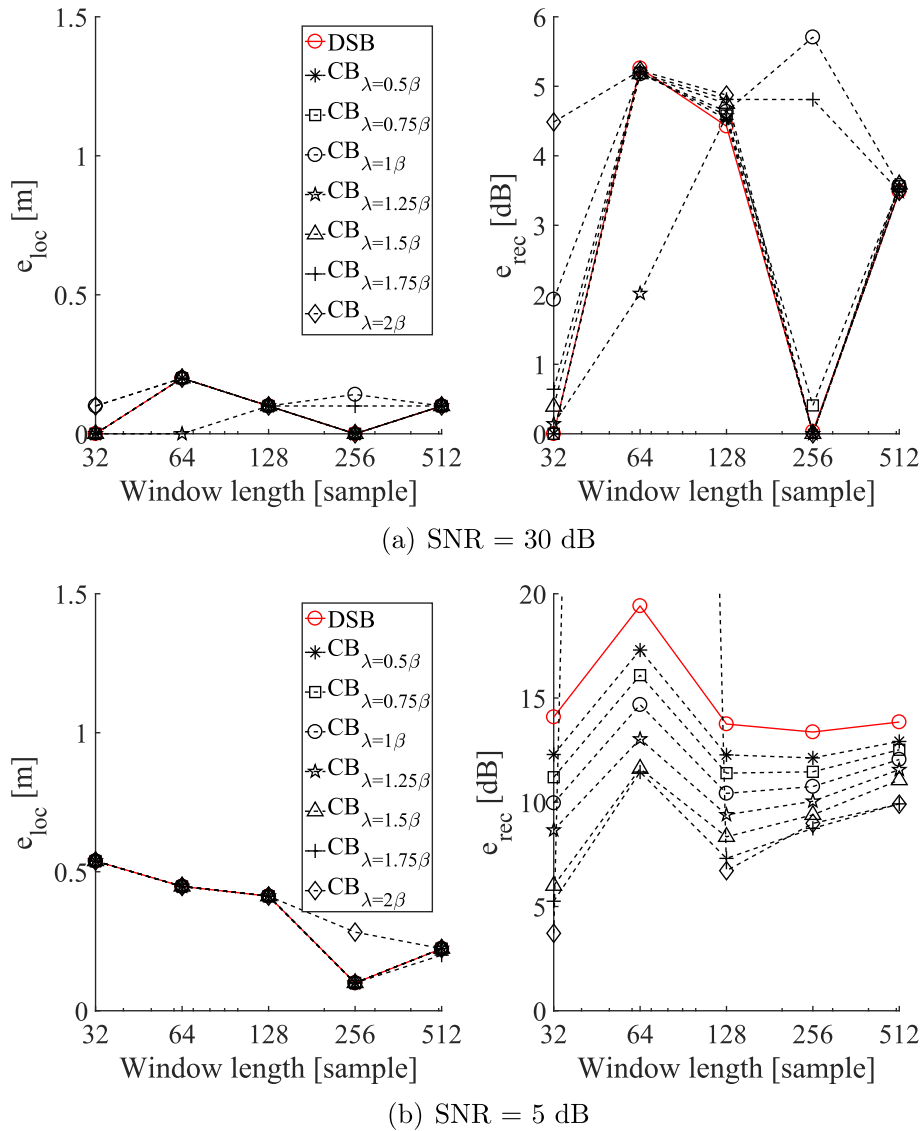 1.5
1
0.5
0
e_loc [m]
32 64 128 256 512
Window length [sample]
DSB
CB_λ=0.5β
CB_λ=0.75β
CB_λ=1β
CB_λ=1.25β
CB_λ=1.5β
CB_λ=1.75β
CB_λ=2β
6
5
4
3
2
1
0
e_rec [dB]
32 64 128 256 512
Window length [sample]
(a) SNR = 30 dB
1.5
1
0.5
0
e_loc [m]
32 64 128 256 512
Window length [sample]
DSB
CB_λ=0.5β
CB_λ=0.75β
CB_λ=1β
CB_λ=1.25β
CB_λ=1.5β
CB_λ=1.75β
CB_λ=2β
20
15
10
5
0
e_rec [dB]
32 64 128 256 512
Window length [sample]
(b) SNR = 5 dB